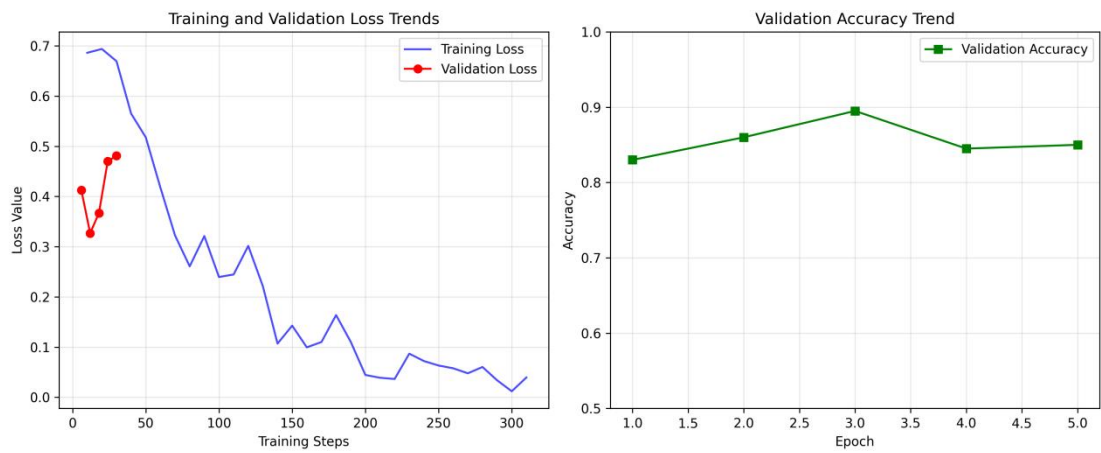 Training and Validation Loss Trends
Training Loss
Validation Loss
0.7
0.6
0.5
0.4
0.3
0.2
0.1
0.0
Loss Value
0 50 100 150 200 250 300
Training Steps
Validation Accuracy Trend
Validation Accuracy
1.0
0.9
0.8
0.7
0.6
0.5
Accuracy
1.0 1.5 2.0 2.5 3.0 3.5 4.0 4.5 5.0
Epoch